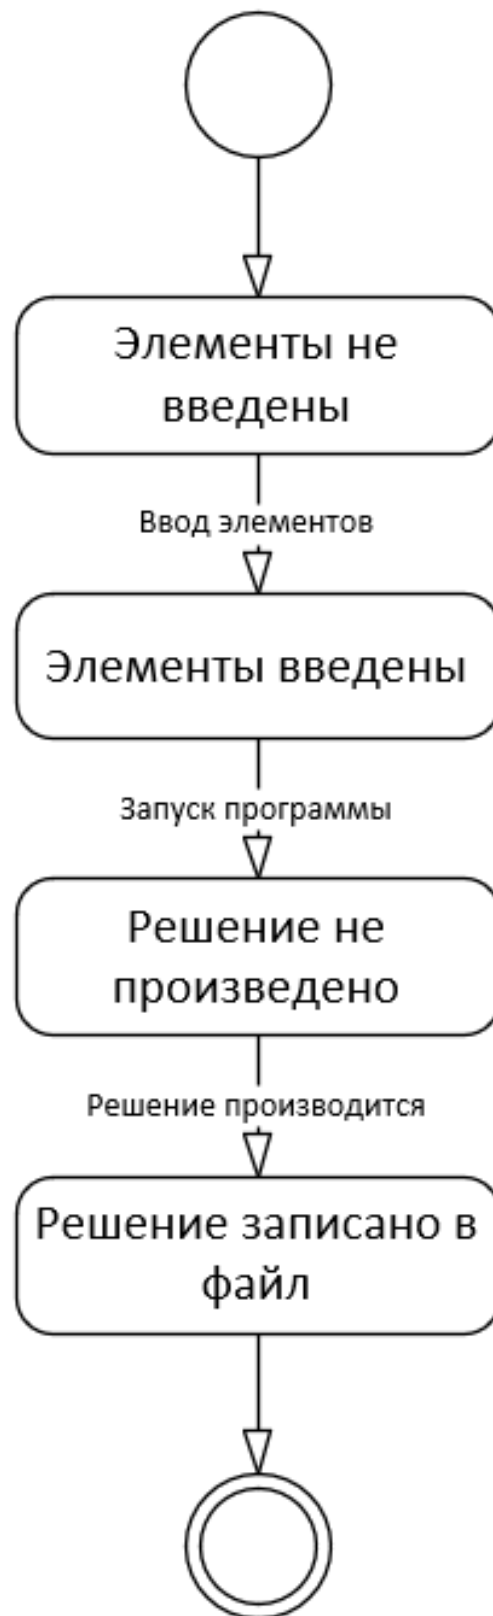 Элементы не
введены
Ввод элементов
Элементы введены
Запуск программы
Решение не
произведено
Решение производится
Решение записано в
файл